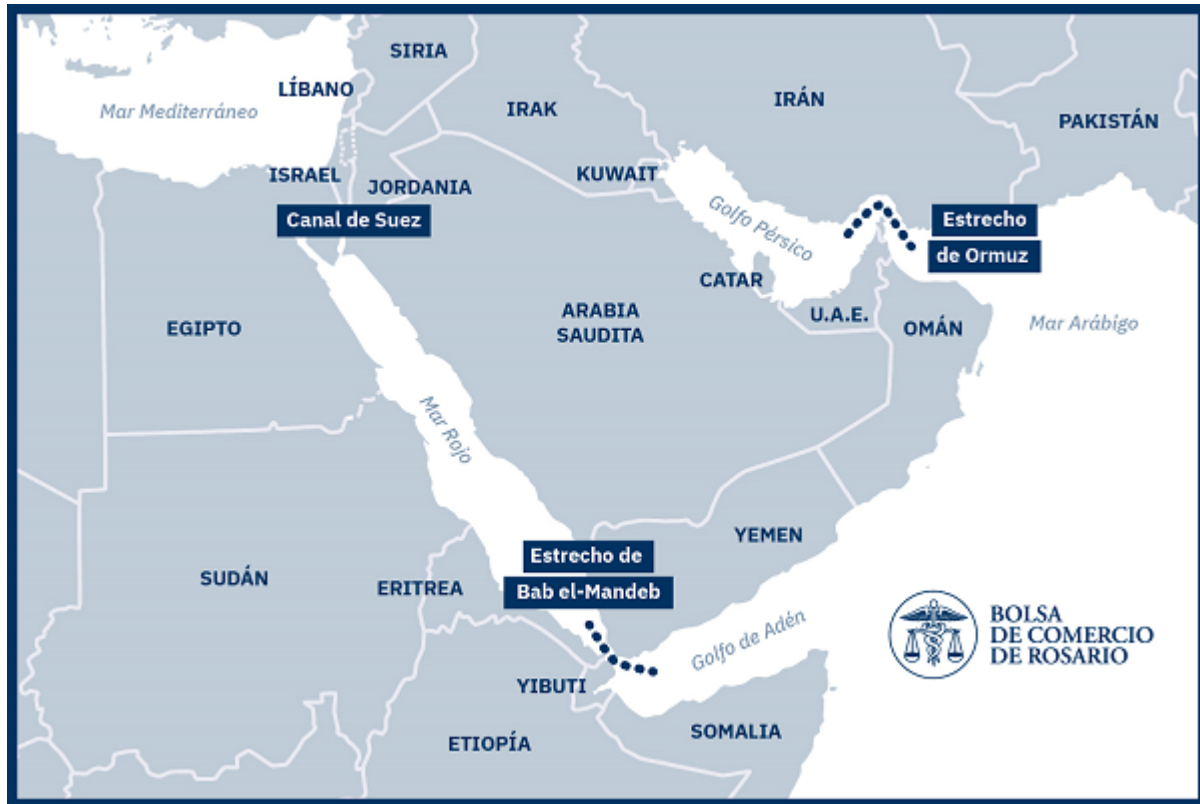 SIRIA
LÍBANO
Mar Mediterráneo
IRAK
IRÁN
PAKISTÁN
ISRAEL
JORDANIA
KUWAIT
Canal de Suez
Golfo Pérsico
Estrecho
de Ormuz
CATAR
EGIPTO
ARABIA
SAUDITA
U.A.E.
OMÁN
Mar Arábigo
Mar Rojo
YEMEN
Estrecho de
Bab el-Mandeb
SUDÁN
ERITREA
Golfo de Adén
BOLSA
DE COMERCIO
DE ROSARIO
YIBUTI
ETIOPÍA
SOMALIA